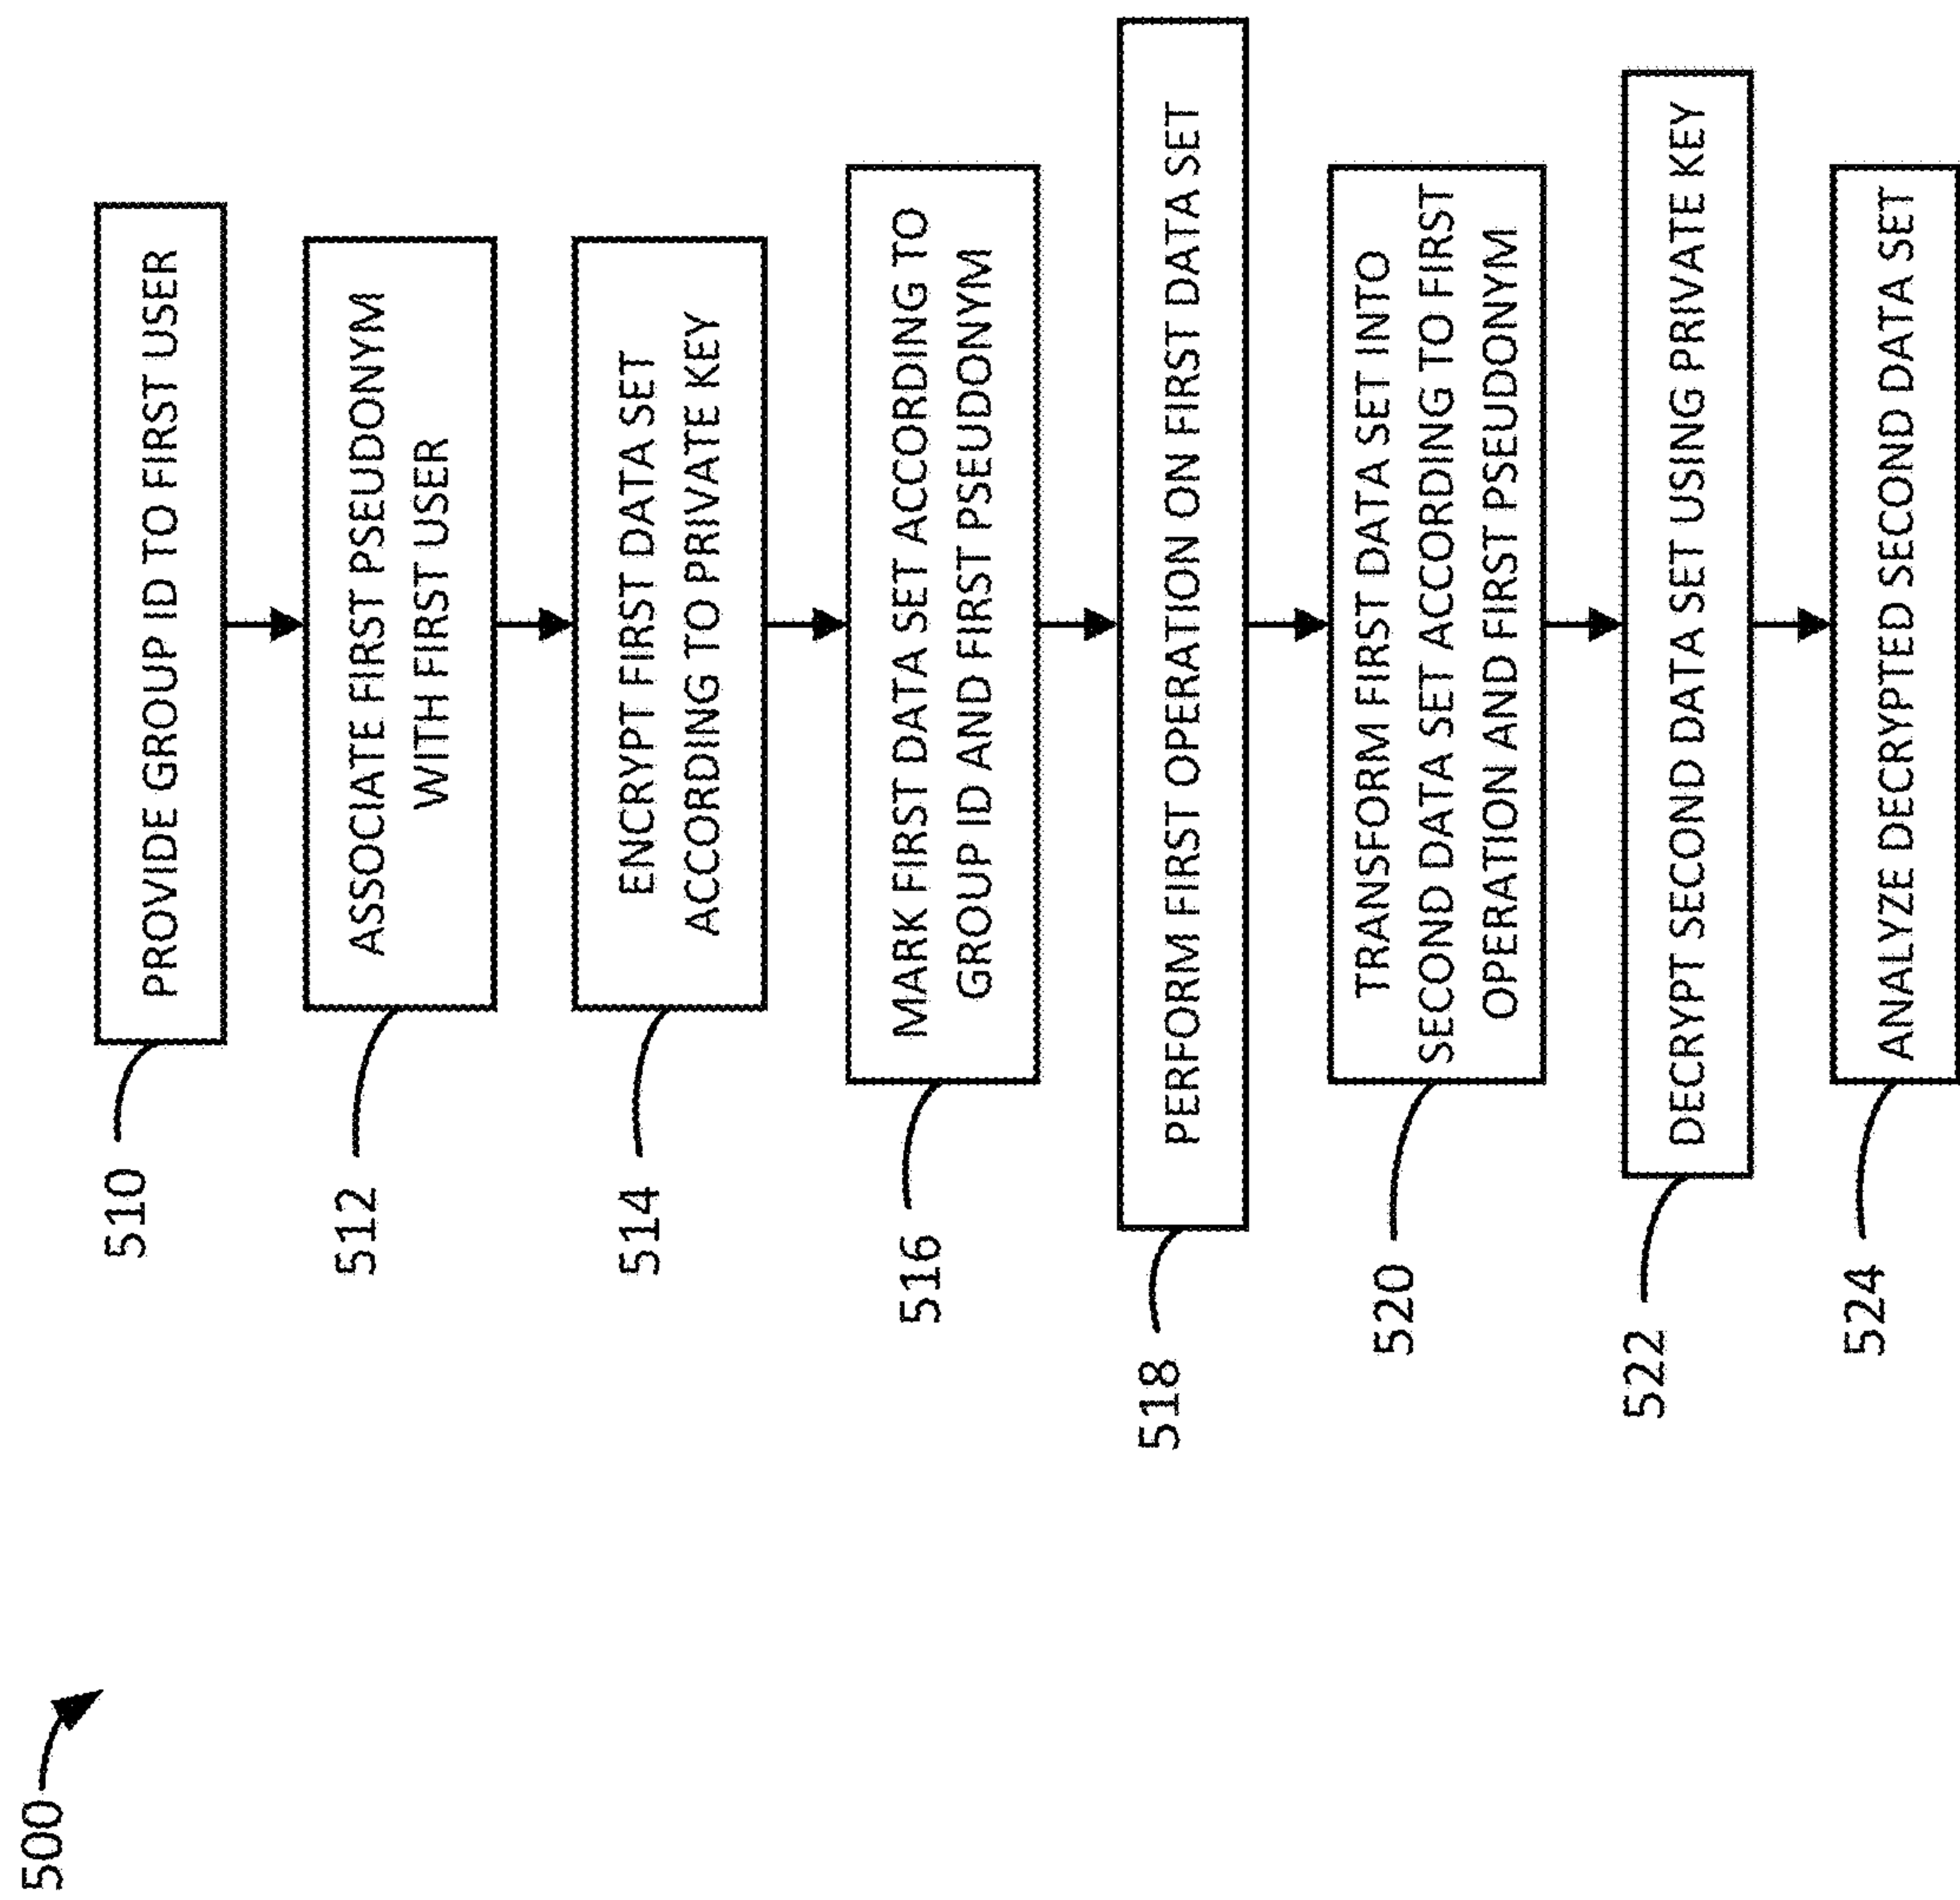 500
510
PROVIDE GROUP ID TO FIRST USER
512
ASSOCIATE FIRST PSEUDONYM
WITH FIRST USER
514
ENCRYPT FIRST DATA SET
ACCORDING TO PRIVATE KEY
516
MARK FIRST DATA SET ACCORDING TO
GROUP ID AND FIRST PSEUDONYM
518
PERFORM FIRST OPERATION ON FIRST DATA SET
520
TRANSFORM FIRST DATA SET INTO
SECOND DATA SET ACCORDING TO FIRST
OPERATION AND FIRST PSEUDONYM
522
DECRYPT SECOND DATA SET USING PRIVATE KEY
524
ANALYZE DECRYPTED SECOND DATA SET